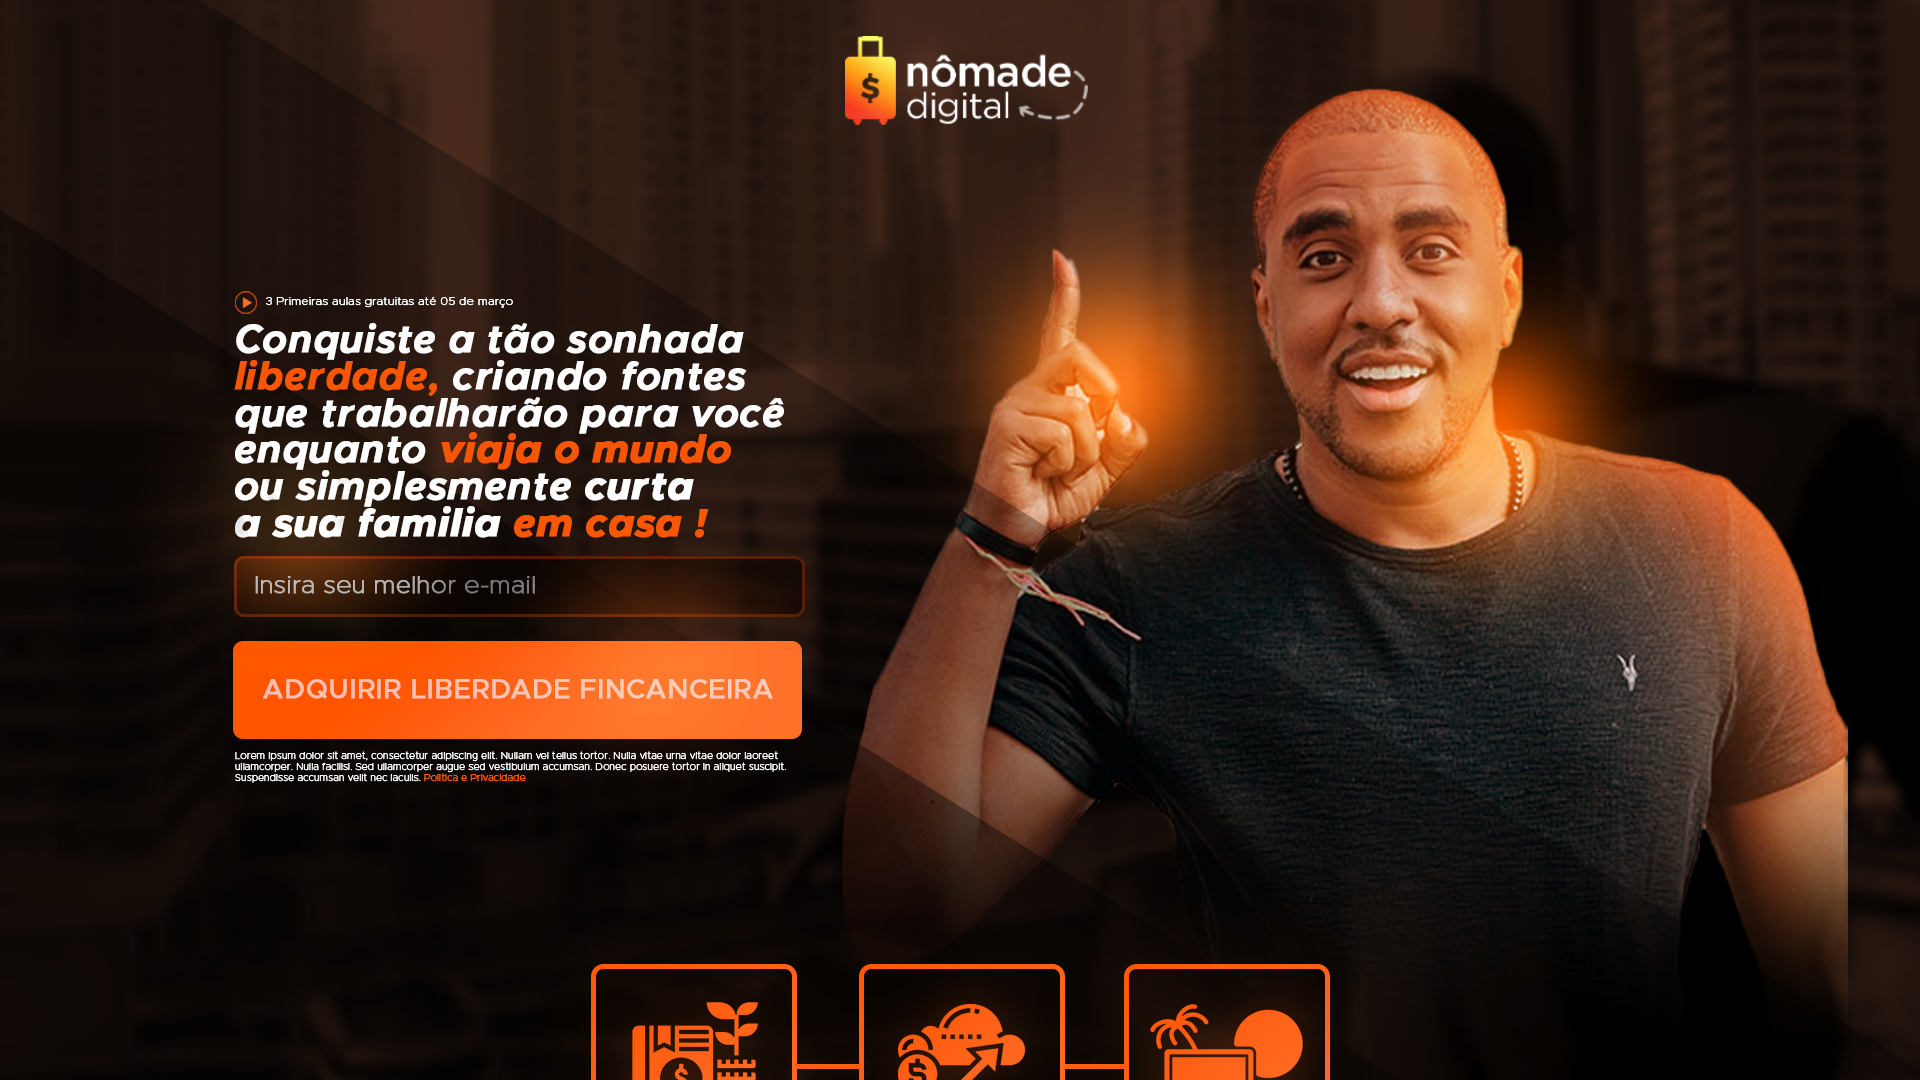 $ nômade
digital
3 Primeiras aulas gratuitas até 05 de março
Conquiste a tão sonhada
liberdade, criando fontes
que trabalharão para você
enquanto viaja o mundo
ou simplesmente curta
a sua familia em casa !
Insira seu melhor e-mail
ADQUIRIR LIBERDADE FINCANCEIRA
Lorem ipsum dolor sit amet, consectetur adipiscing elit. Nullam vel tellus tortor. Nulla vitae urna vitae dolor laoreet
ullamcorper. Nulla facilisi. Sed ullamcorper augue sed vestibulum accumsan. Donec posuere tortor in aliquet suscipit.
Suspendisse accumsan velit nec iaculis. Politica e Privacidade
$ $